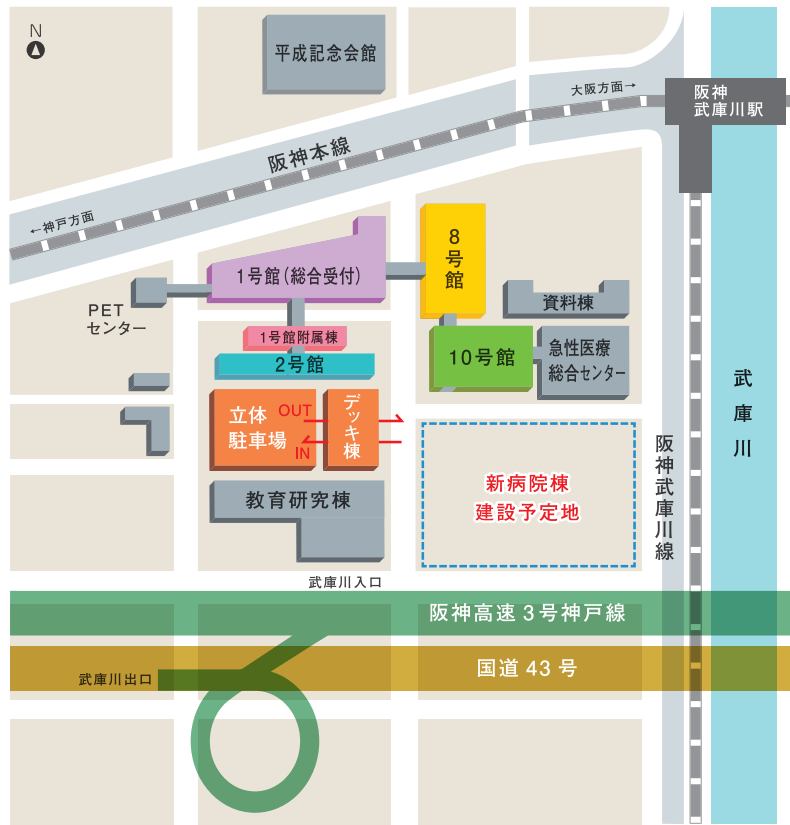 N
平成記念会館
大阪方面→
阪神
武庫川駅
阪神本線
←神戸方面
8号館
1号館(総合受付)
PET
センター
資料棟
1号館附属棟
2号館
10号館
急性医療
総合センター
武庫川
立体
駐車場
OUT
IN
デッキ棟
阪神武庫川線
新病院棟
建設予定地
教育研究棟
武庫川入口
阪神高速3号神戸線
国道43号
武庫川出口